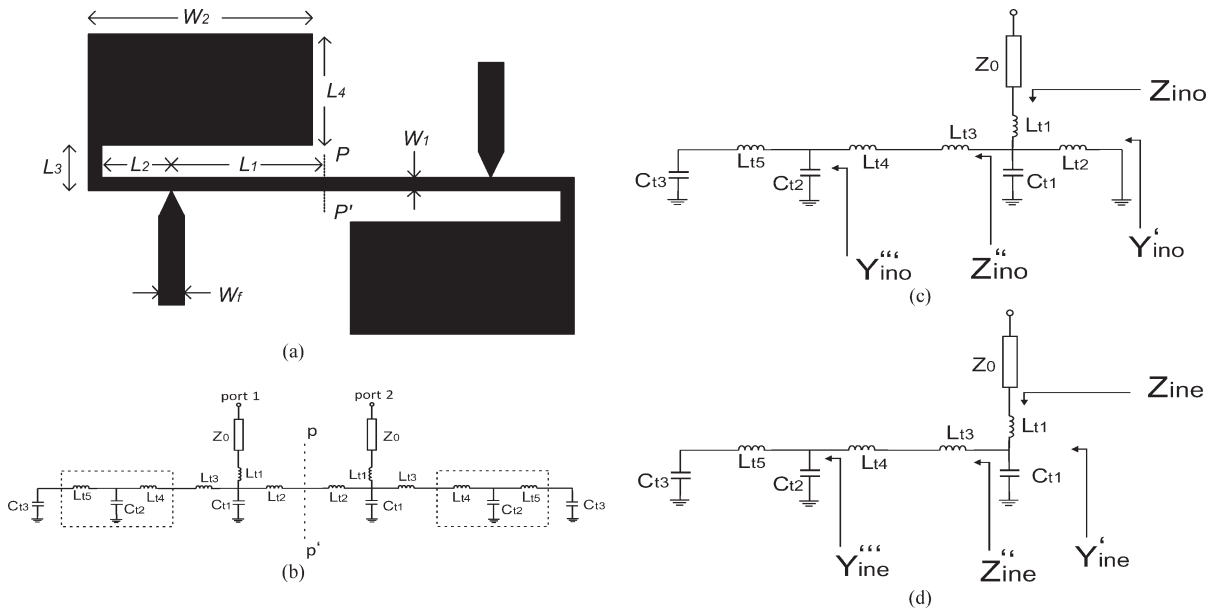 W2
L4
L3
L2
L1
P
W1
P'
Wf
(a)
port 1
port 2
Z0
p
Z0
Lt3
Lt1
Lt1
Lt3
Lt5
Lt4
Lt2
Lt2
Lt4
Lt5
Ct3
Ct2
Ct1
Ct1
Ct2
Ct3
p'
(b)
Z0
Zino
Lt1
Lt3
Lt5
Lt4
Lt2
Ct3
Ct2
Ct1
Y'ino
Y'''ino
Z''ino
(c)
Z0
Zine
Lt1
Lt3
Lt5
Lt4
Ct3
Ct2
Ct1
Y'''ine
Z''ine
Y'ine
(d)